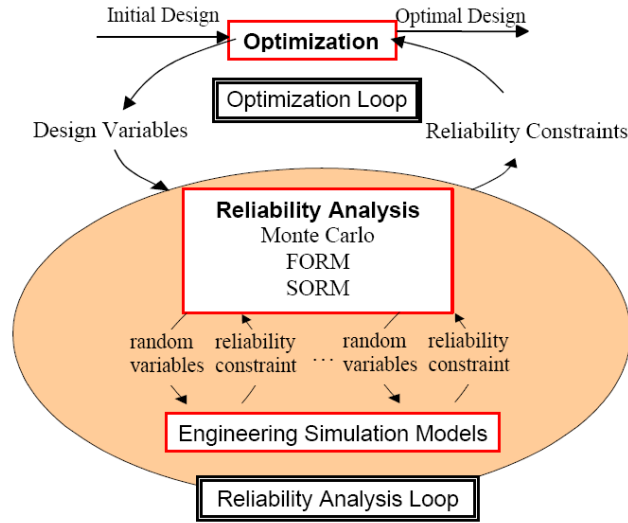 Initial Design
Optimal Design
Optimization
Optimization Loop
Design Variables
Reliability Constraints
Reliability Analysis
Monte Carlo
FORM
SORM
random reliability random reliability
variables constraint ... variables constraint
Engineering Simulation Models
Reliability Analysis Loop